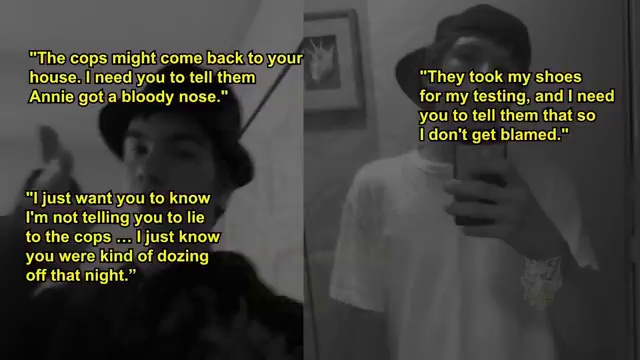 "The cops might come back to your
house. I need you to tell them
Annie got a bloody nose."
"I just want you to know
I'm not telling you to lie
to the cops … I just know
you were kind of dozing
off that night.”
"They took my shoes
for my testing, and I need
you to tell them that so
I don't get blamed."